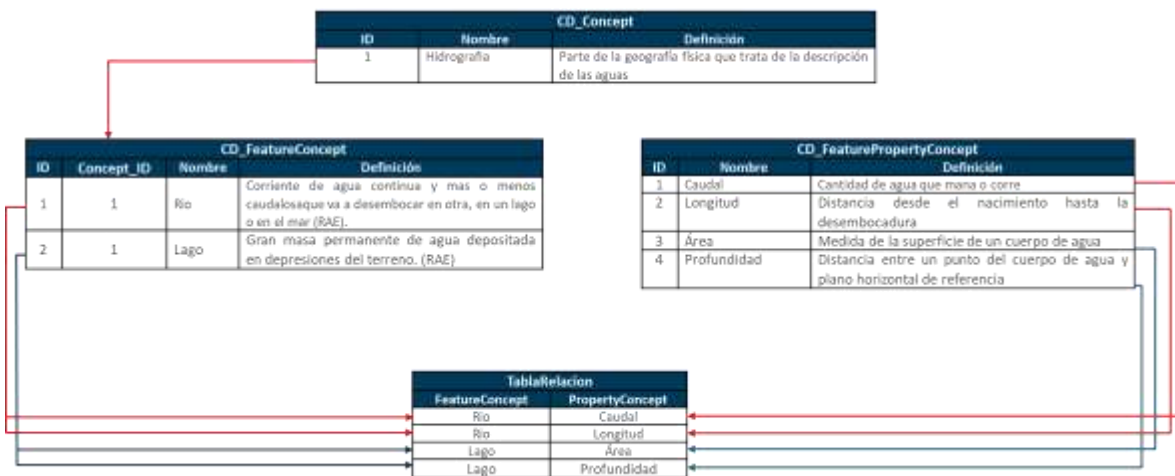 CD_Concept
ID Nombre Definición
1 Hidrografia Parte de la geografía física que trata de la descripción
de las aguas
CD_FeatureConcept
ID Concept_ID Nombre Definición
1 1 Rio Corriente de agua continua y mas o menos
caudalosaque va a desembocar en otra, en un lago
o en el mar (RAE).
2 1 Lago Gran masa permanente de agua depositada
en depresiones del terreno. (RAE)
CD_FeaturePropertyConcept
ID Nombre Definición
1 Caudal Cantidad de agua que mana o corre
2 Longitud Distancia desde el nacimiento hasta la
desembocadura
3 Área Medida de la superficie de un cuerpo de agua
4 Profundidad Distancia entre un punto del cuerpo de agua y
plano horizontal de referencia
TablaRelacion
FeatureConcept PropertyConcept
Rio Caudal
Rio Longitud
Lago Área
Lago Profundidad